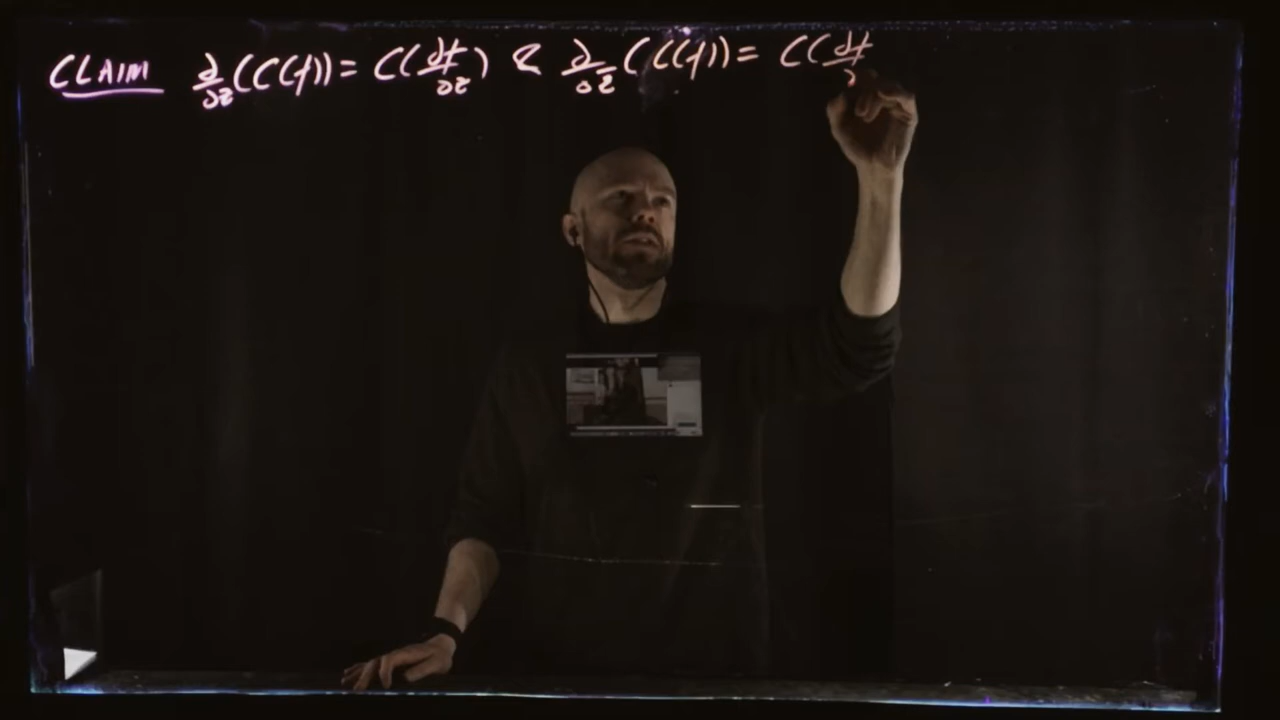 CLAIM ∂/∂z (C(f)) = C(∂f/∂z) & ∂/∂z̄ (C(f)) = C(∂f/∂